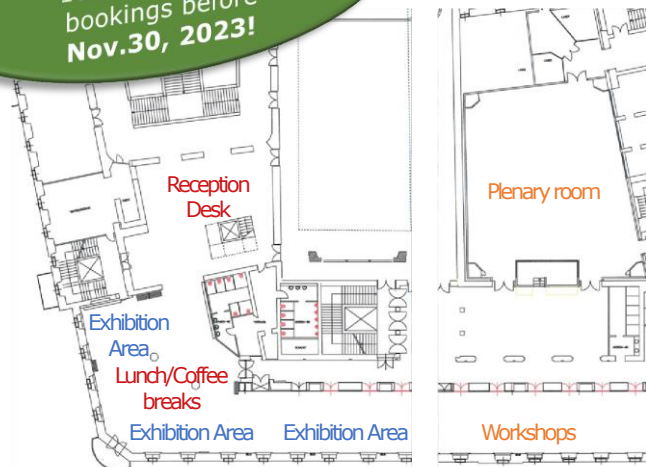 bookings before
Nov.30, 2023!
Reception
Desk
Plenary room
Exhibition
Area
Lunch/Coffee
breaks
Exhibition Area
Exhibition Area
Workshops